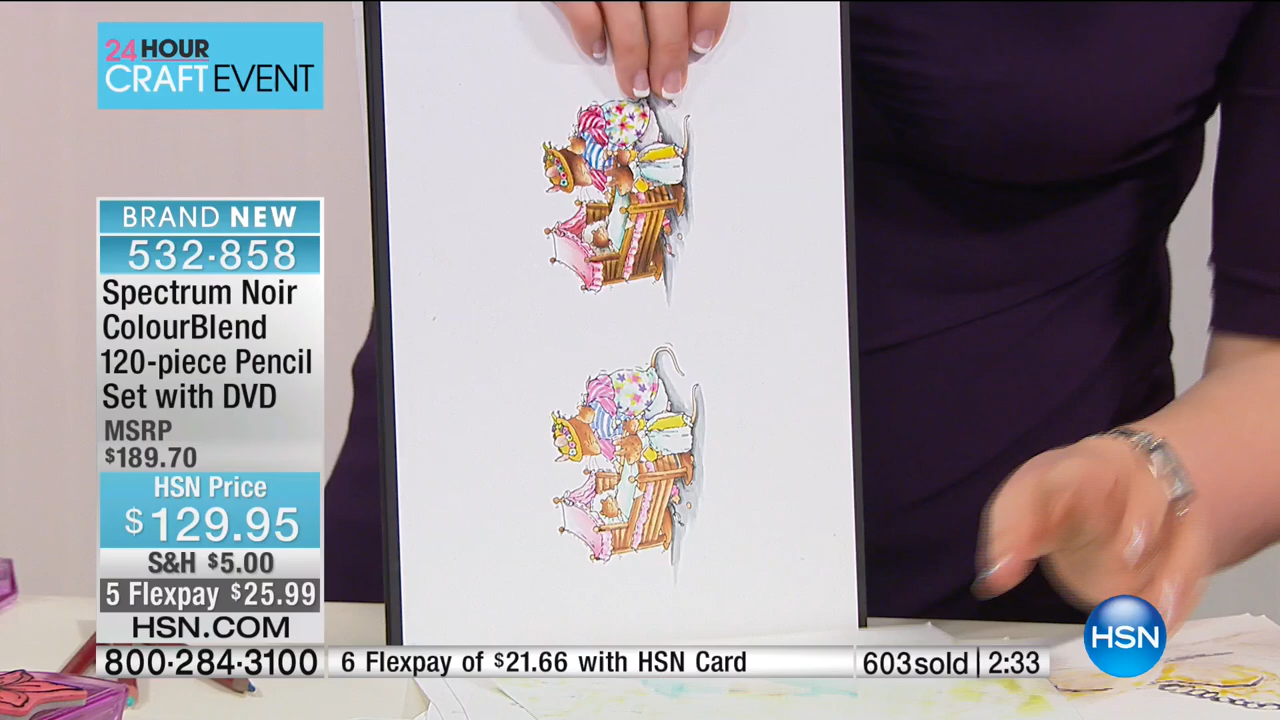 24 HOUR
CRAFT EVENT
BRAND NEW
532-858
Spectrum Noir
ColourBlend
120-piece Pencil
Set with DVD
MSRP
$189.70
HSN Price
$129.95
S&H $5.00
5 Flexpay $25.99
HSN.COM
800-284-3100
6 Flexpay of $21.66 with HSN Card
603 sold | 2:33
HSN